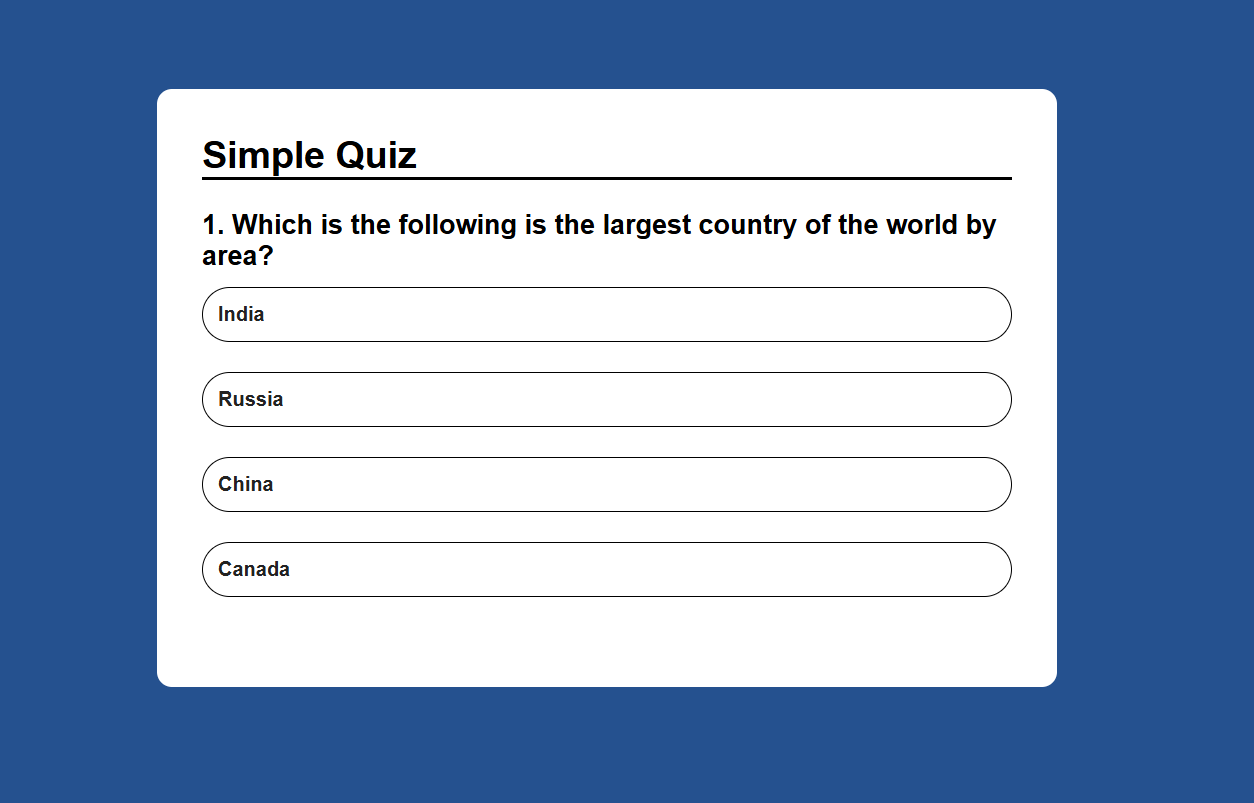 Simple Quiz
1. Which is the following is the largest country of the world by
area?
India
Russia
China
Canada